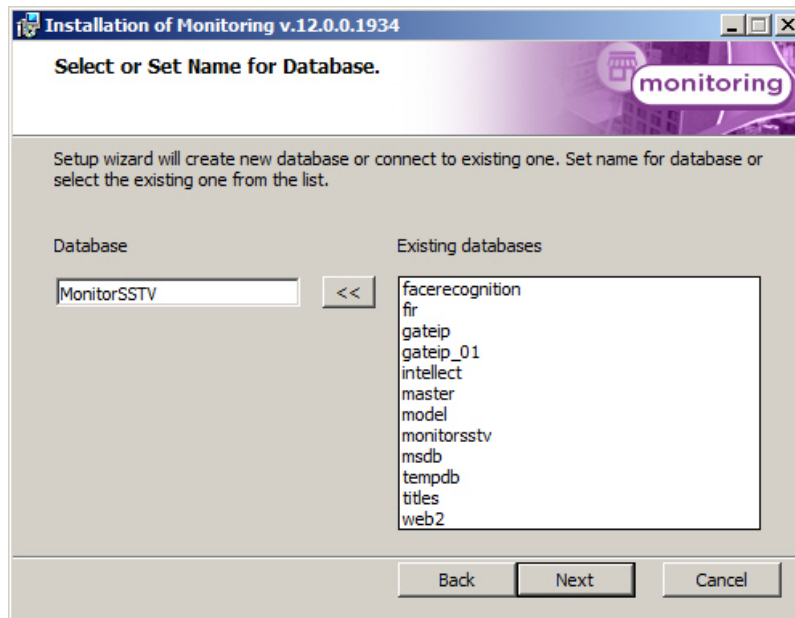 Installation of Monitoring v.12.0.0.1934
Select or Set Name for Database.
monitoring
Setup wizard will create new database or connect to existing one. Set name for database or
select the existing one from the list.
Database
MonitorSSTV
<<
Existing databases
facerecognition
fir
gateip
gateip_01
intellect
master
model
monitorsstv
msdb
tempdb
titles
web2
Back
Next
Cancel